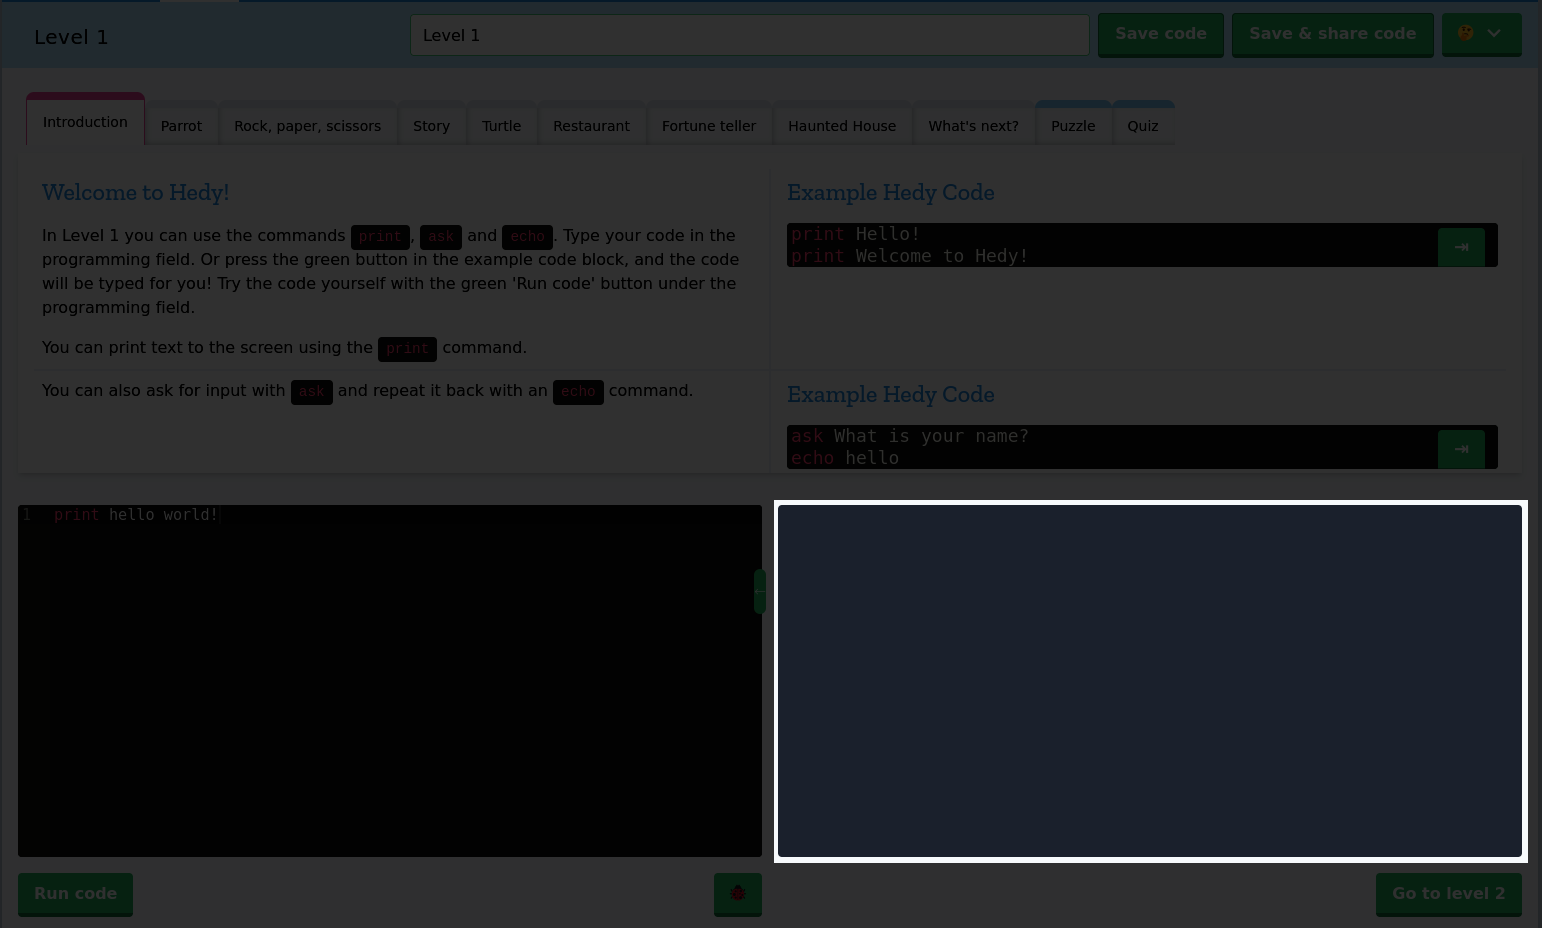 Level 1
Level 1
Save code
Save & share code
Introduction
Parrot
Rock, paper, scissors
Story
Turtle
Restaurant
Fortune teller
Haunted House
What's next?
Puzzle
Quiz
Welcome to Hedy!
In Level 1 you can use the commands print, ask and echo. Type your code in the
programming field. Or press the green button in the example code block, and the code
will be typed for you! Try the code yourself with the green 'Run code' button under the
programming field.
You can print text to the screen using the print command.
Example Hedy Code
print Hello!
print Welcome to Hedy!
You can also ask for input with ask and repeat it back with an echo command.
Example Hedy Code
ask What is your name?
echo hello
1 print hello world!
Run code
Go to level 2